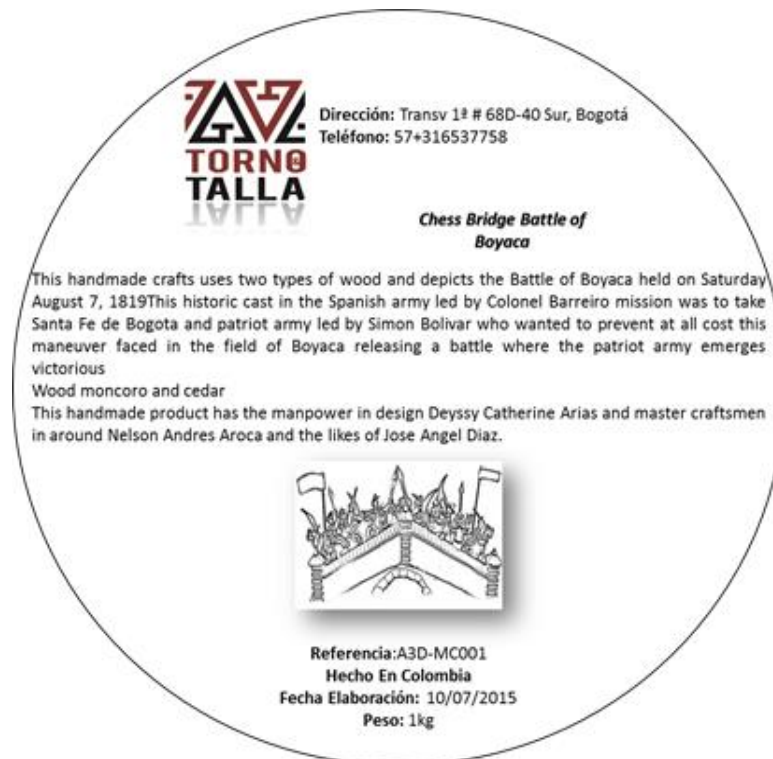 TORNO&
TALLA
Dirección: Transv 1ª # 68D-40 Sur, Bogotá
Teléfono: 57+316537758
Chess Bridge Battle of
Boyaca
This handmade crafts uses two types of wood and depicts the Battle of Boyaca held on Saturday
August 7, 1819This historic cast in the Spanish army led by Colonel Barreiro mission was to take
Santa Fe de Bogota and patriot army led by Simon Bolivar who wanted to prevent at all cost this
maneuver faced in the field of Boyaca releasing a battle where the patriot army emerges
victorious
Wood moncoro and cedar
This handmade product has the manpower in design Deyssy Catherine Arias and master craftsmen
in around Nelson Andres Aroca and the likes of Jose Angel Diaz.
Referencia:A3D-MC001
Hecho En Colombia
Fecha Elaboración: 10/07/2015
Peso: 1kg